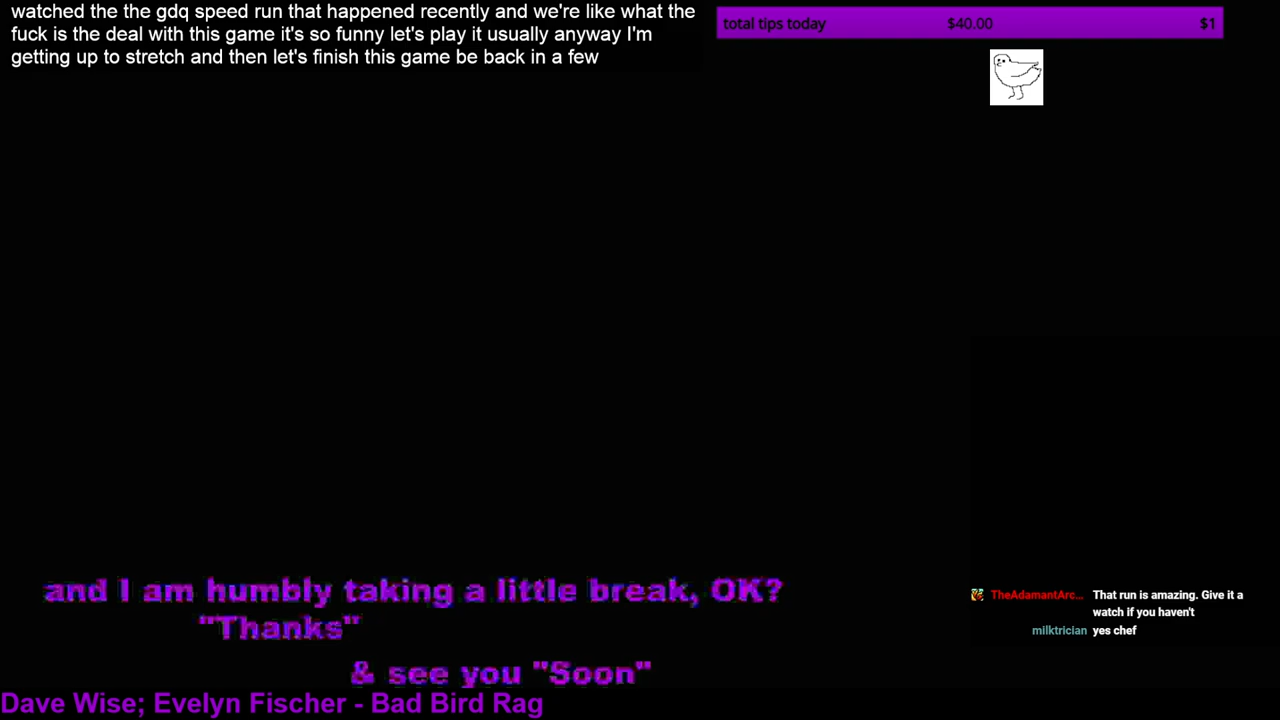 watched the the gdq speed run that happened recently and we're like what the
fuck is the deal with this game it's so funny let's play it usually anyway I'm
getting up to stretch and then let's finish this game be back in a few
total tips today $40.00 $1
and I am humbly taking a little break, OK?
"Thanks"
& see you "Soon"
TheAdamantArc... That run is amazing. Give it a
watch if you haven't
milktrician yes chef
Dave Wise; Evelyn Fischer - Bad Bird Rag